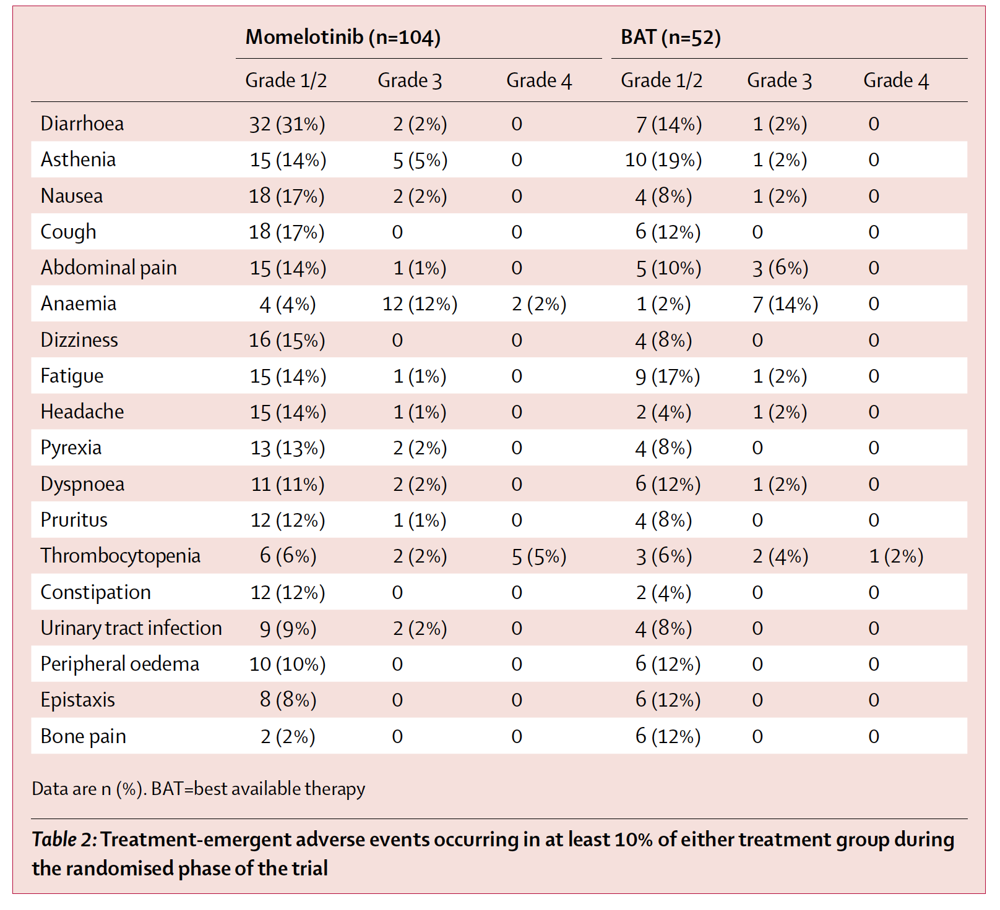 Momelotinib (n=104) BAT (n=52)
Grade 1/2 Grade 3 Grade 4 Grade 1/2 Grade 3 Grade 4
Diarrhoea 32 (31%) 2 (2%) 0 7 (14%) 1 (2%) 0
Asthenia 15 (14%) 5 (5%) 0 10 (19%) 1 (2%) 0
Nausea 18 (17%) 2 (2%) 0 4 (8%) 1 (2%) 0
Cough 18 (17%) 0 0 6 (12%) 0 0
Abdominal pain 15 (14%) 1 (1%) 0 5 (10%) 3 (6%) 0
Anaemia 4 (4%) 12 (12%) 2 (2%) 1 (2%) 7 (14%) 0
Dizziness 16 (15%) 0 0 4 (8%) 0 0
Fatigue 15 (14%) 1 (1%) 0 9 (17%) 1 (2%) 0
Headache 15 (14%) 1 (1%) 0 2 (4%) 1 (2%) 0
Pyrexia 13 (13%) 2 (2%) 0 4 (8%) 0 0
Dyspnoea 11 (11%) 2 (2%) 0 6 (12%) 1 (2%) 0
Pruritus 12 (12%) 1 (1%) 0 4 (8%) 0 0
Thrombocytopenia 6 (6%) 2 (2%) 5 (5%) 3 (6%) 2 (4%) 1 (2%)
Constipation 12 (12%) 0 0 2 (4%) 0 0
Urinary tract infection 9 (9%) 2 (2%) 0 4 (8%) 0 0
Peripheral oedema 10 (10%) 0 0 6 (12%) 0 0
Epistaxis 8 (8%) 0 0 6 (12%) 0 0
Bone pain 2 (2%) 0 0 6 (12%) 0 0
Data are n (%). BAT=best available therapy
Table 2: Treatment-emergent adverse events occurring in at least 10% of either treatment group during
the randomised phase of the trial